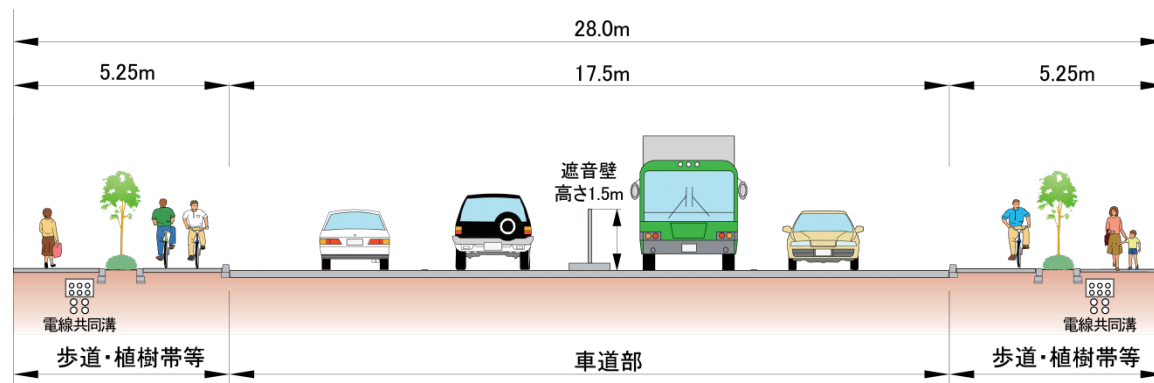 28.0m
5.25m
17.5m
5.25m
遮音壁
高さ1.5m
電線共同溝
電線共同溝
歩道・植樹帯等
車道部
歩道・植樹帯等